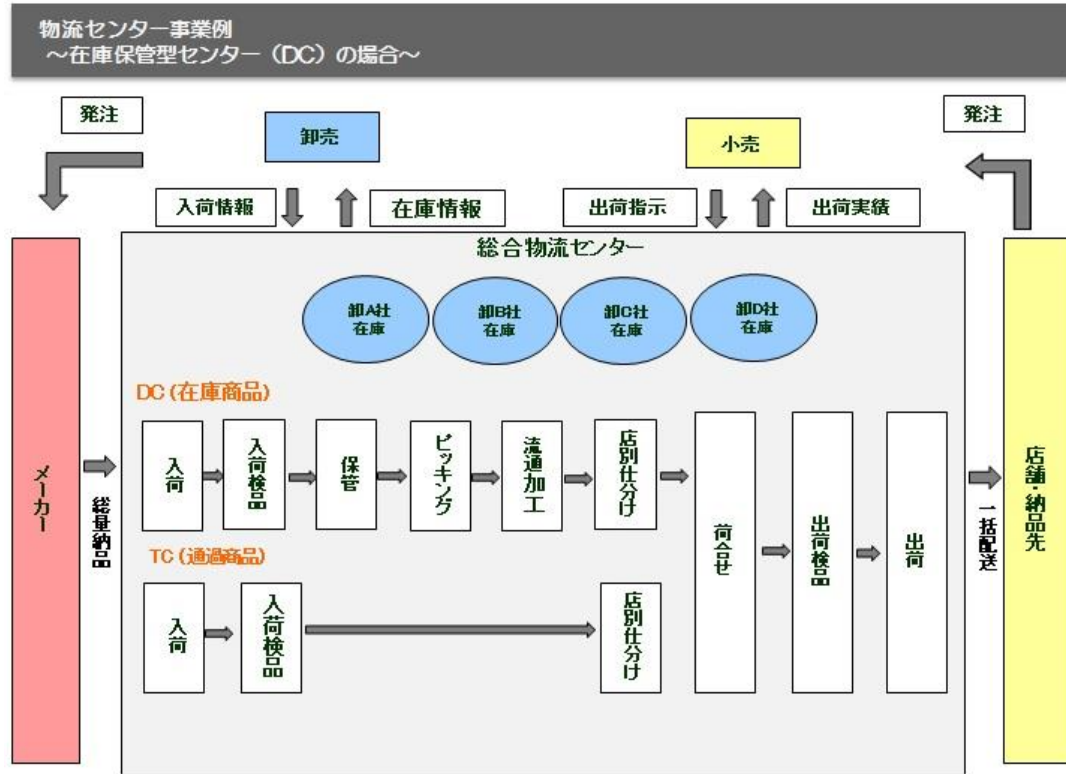 物流センター事業例
～在庫保管型センター（DC）の場合～
発注
卸売
小売
発注
入荷情報
在庫情報
出荷指示
出荷実績
総合物流センター
卸A社
在庫
卸B社
在庫
卸C社
在庫
卸D社
在庫
DC(在庫商品)
メーカー
総量納品
入荷
入荷検品
保管
ピッキング
流通加工
店別仕分け
荷合せ
出荷検品
出荷
一括配送
店舗・納品先
TC(通過商品)
入荷
入荷検品
店別仕分け